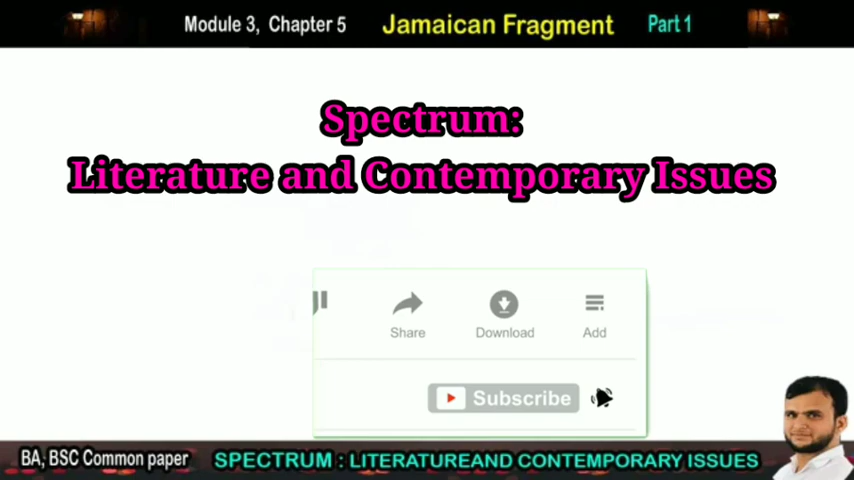 Module 3, Chapter 5 Jamaican Fragment Part 1
Spectrum:
Literature and Contemporary Issues
Share Download Add
Subscribe
BA, BSC Common paper SPECTRUM : LITERATUREAND CONTEMPORARY ISSUES